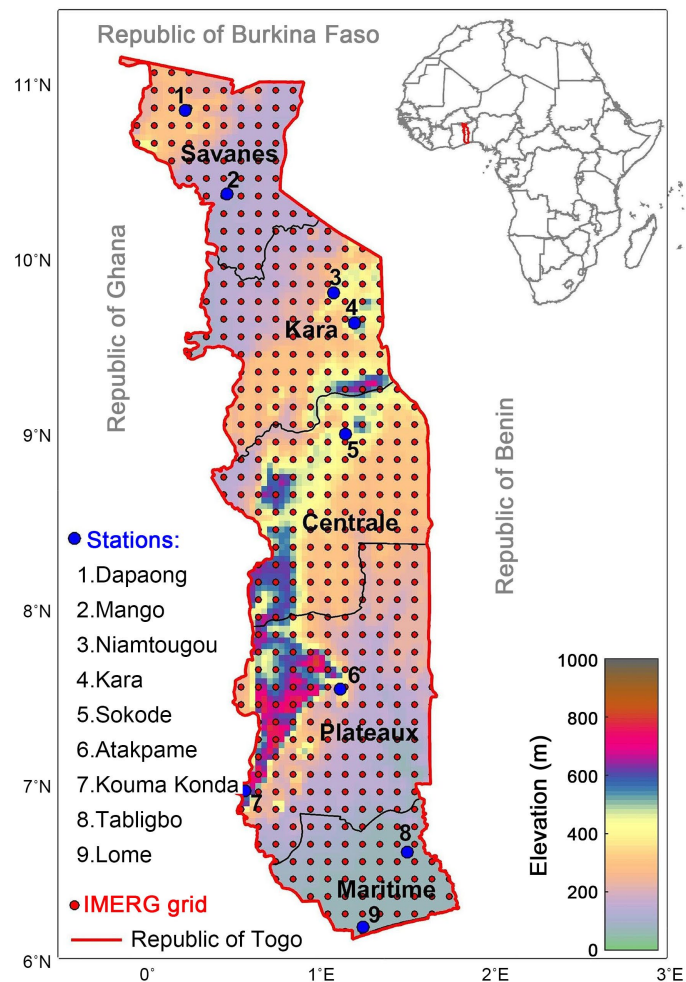 Republic of Burkina Faso
11°N
1
Savanes
2
10°N
Republic of Ghana
3
4
Kara
9°N
5
Republic of Benin
Centrale
Stations:
1.Dapaong
2.Mango
3.Niamtougou
4.Kara
5.Sokode
6.Atakpame
7.Kouma Konda
8.Tabligbo
9.Lome
8°N
6
Plateaux
7°N
7
8
Maritime
9
IMERG grid
Republic of Togo
6°N
Elevation (m)
1000
800
600
400
200
0
0°
1°E
2°E
3°E